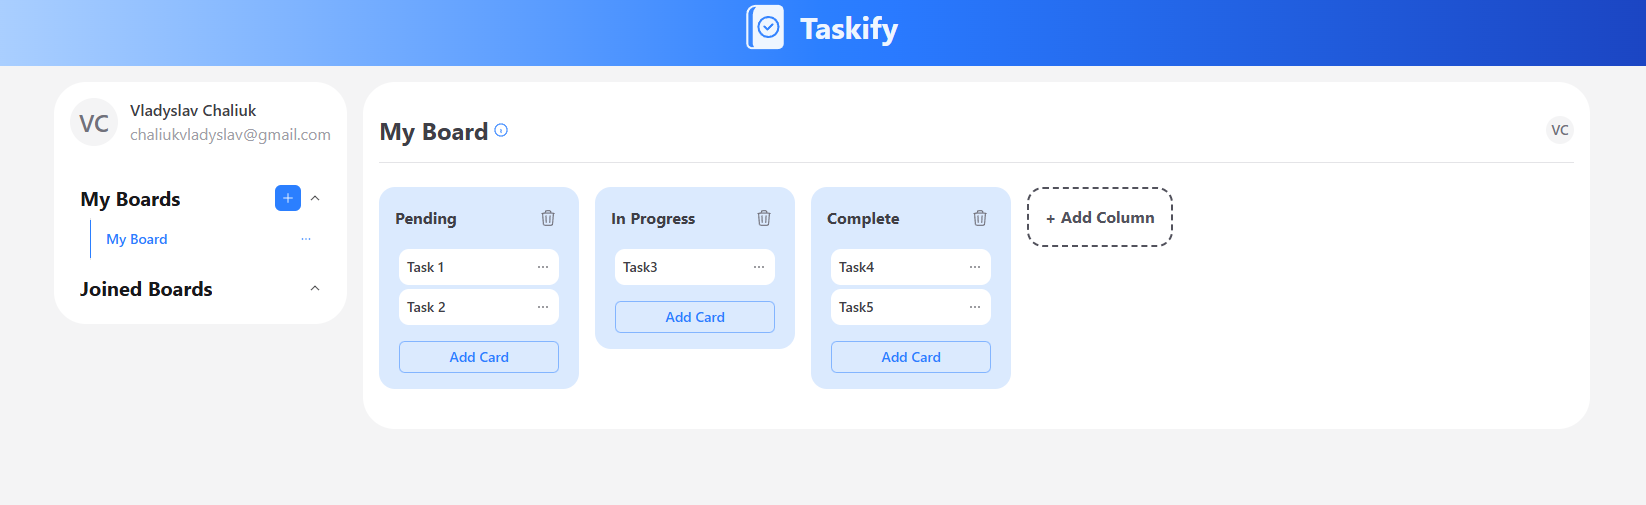 Taskify
VC
Vladyslav Chaliuk
chaliukvladyslav@gmail.com
My Boards
+
My Board
...
Joined Boards
My Board
VC
Pending
Task 1
...
Task 2
...
Add Card
In Progress
Task3
...
Add Card
Complete
Task4
...
Task5
...
Add Card
+ Add Column